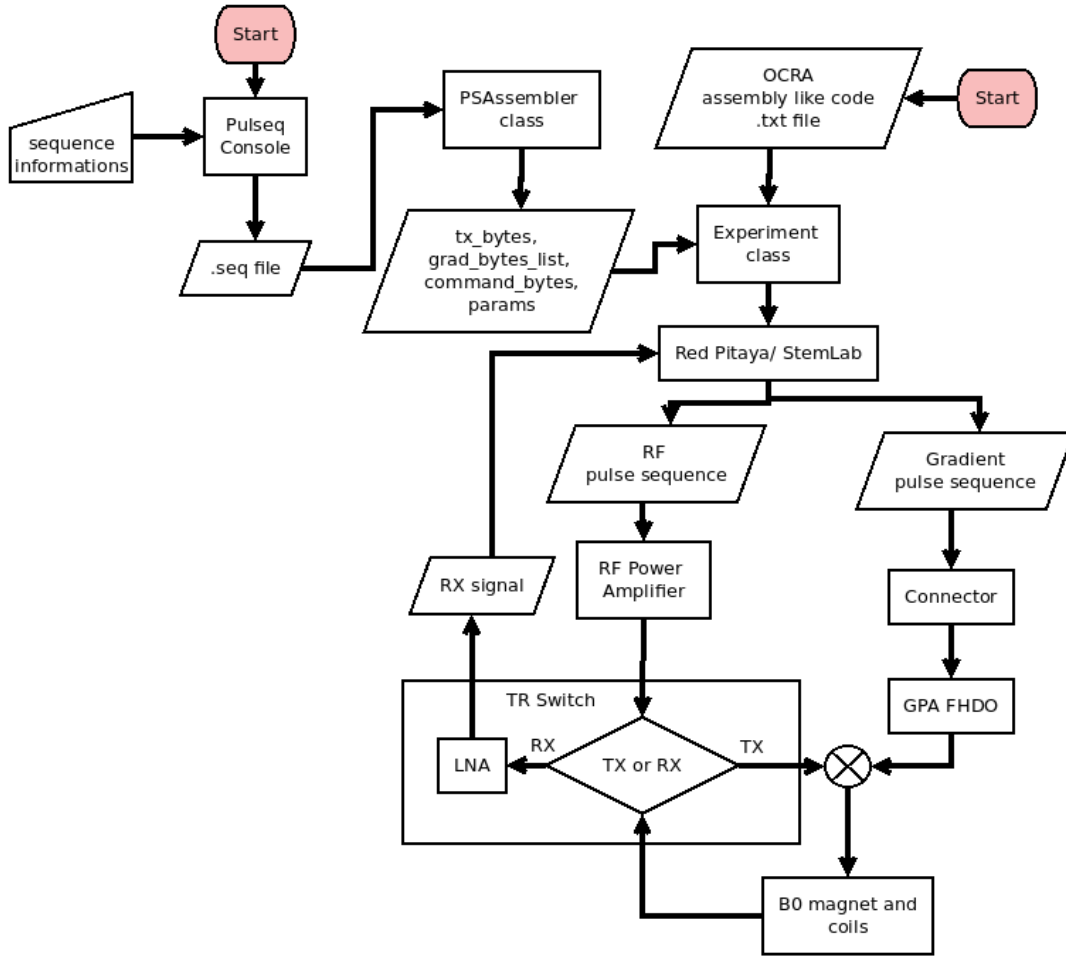 Start
sequence
informations
Pulseq
Console
.seq file
PSAssembler
class
tx_bytes,
grad_bytes_list,
command_bytes,
params
OCRA
assembly like code
.txt file
Start
Experiment
class
Red Pitaya/ StemLab
RF
pulse sequence
Gradient
pulse sequence
RX signal
RF Power
Amplifier
Connector
GPA FHDO
TR Switch
LNA
RX
TX or RX
TX
B0 magnet and
coils